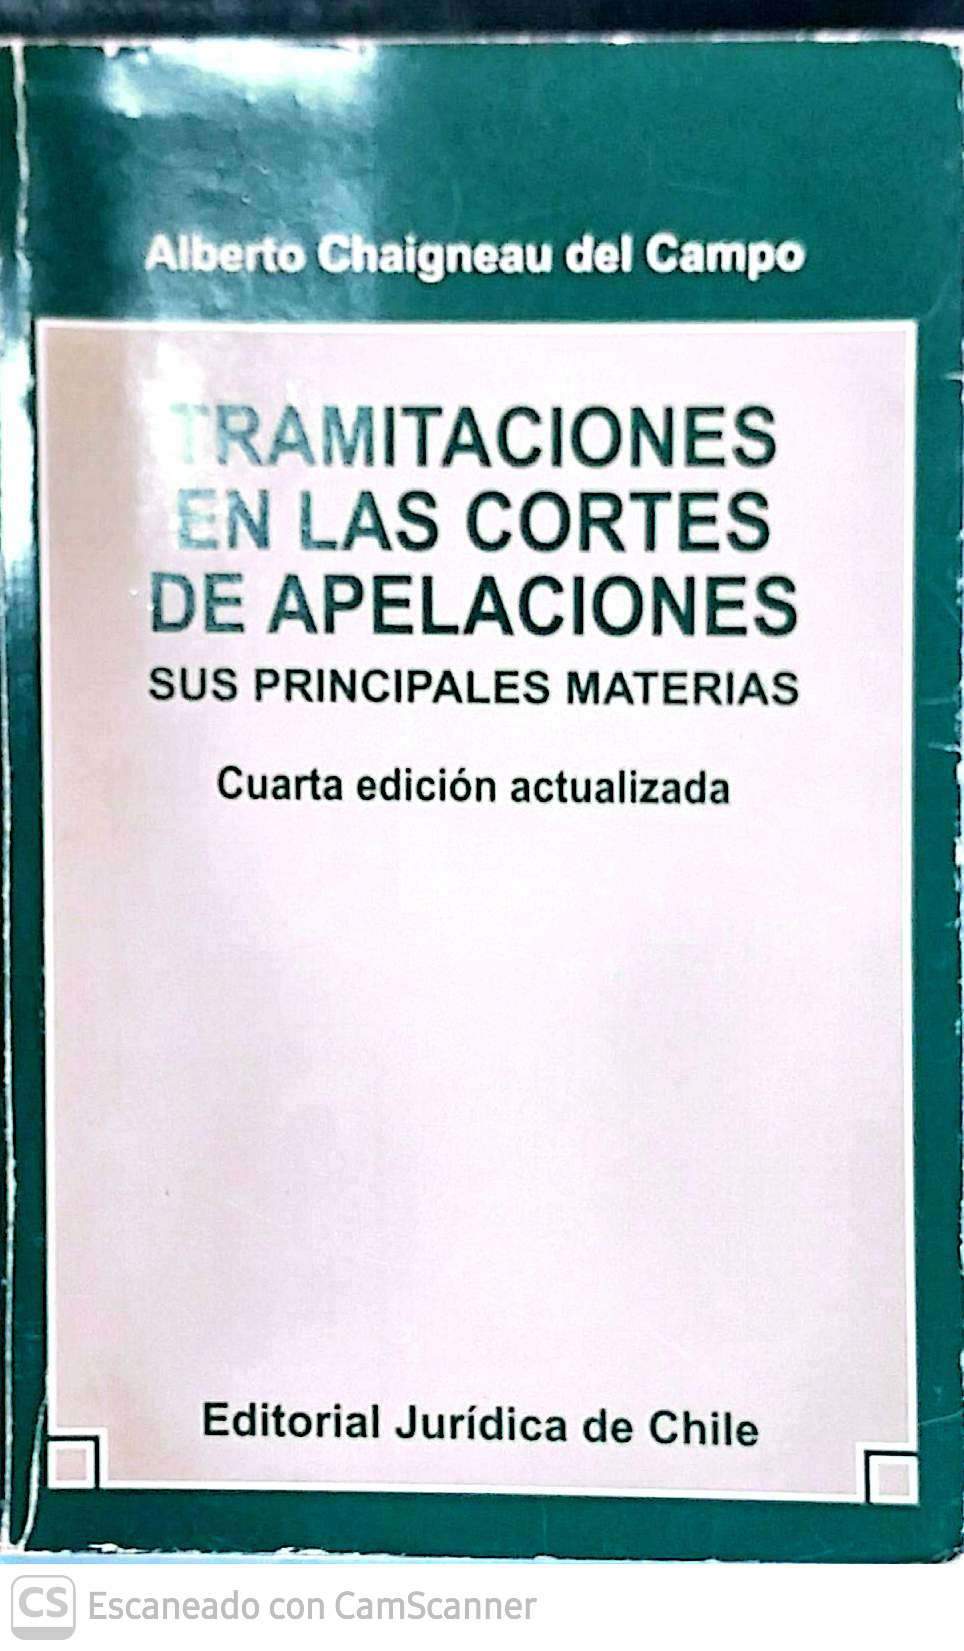 Alberto Chaigneau del Campo
TRAMITACIONES
EN LAS CORTES
DE APELACIONES
SUS PRINCIPALES MATERIAS
Cuarta edición actualizada
Editorial Jurídica de Chile
CS Escaneado con CamScanner